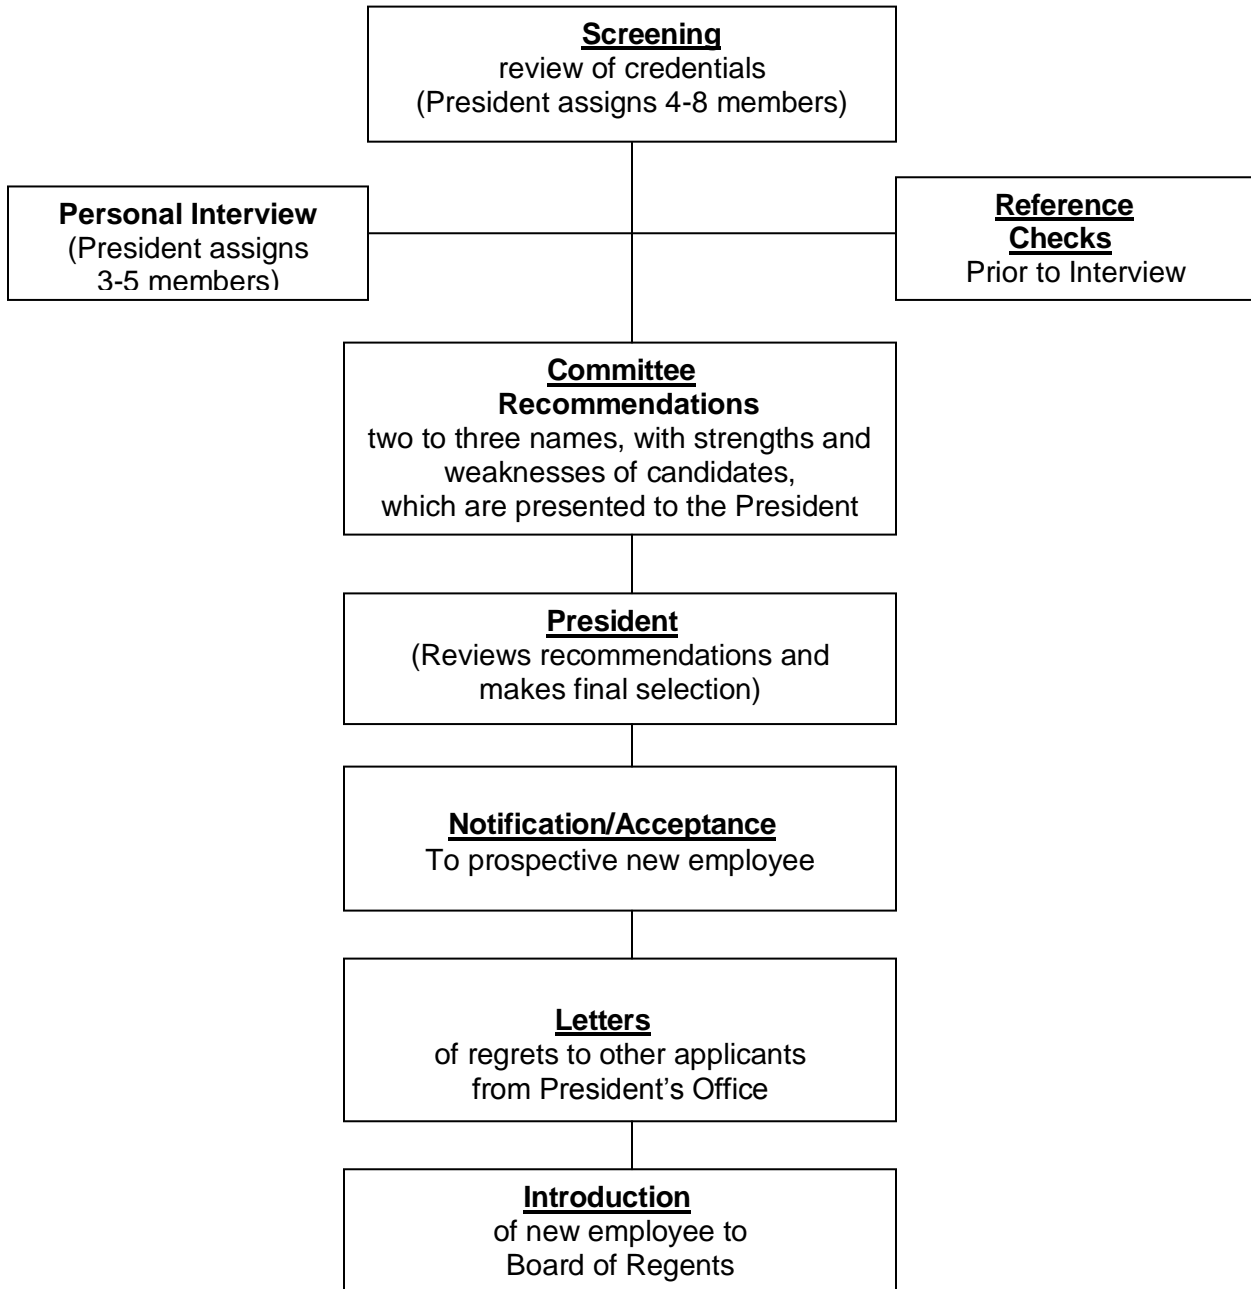 Screening
review of credentials
(President assigns 4-8 members)
Personal Interview
(President assigns
3-5 members)
Reference
Checks
Prior to Interview
Committee
Recommendations
two to three names, with strengths and
weaknesses of candidates,
which are presented to the President
President
(Reviews recommendations and
makes final selection)
Notification/Acceptance
To prospective new employee
Letters
of regrets to other applicants
from President’s Office
Introduction
of new employee to
Board of Regents